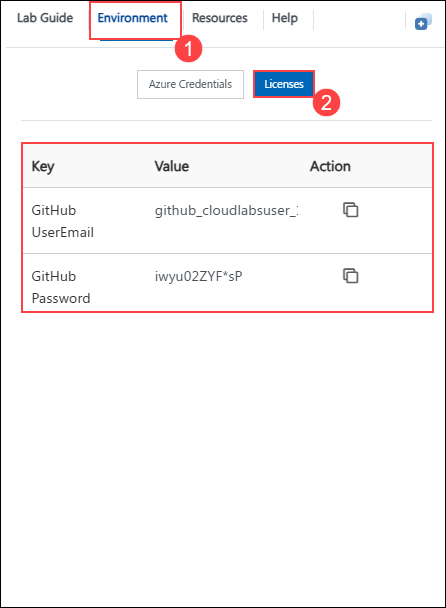 Lab Guide Environment Resources Help
1
Azure Credentials Licenses
2
Key Value Action
GitHub UserEmail github_cloudlabsuser_
GitHub Password iwyu02ZYF*sP